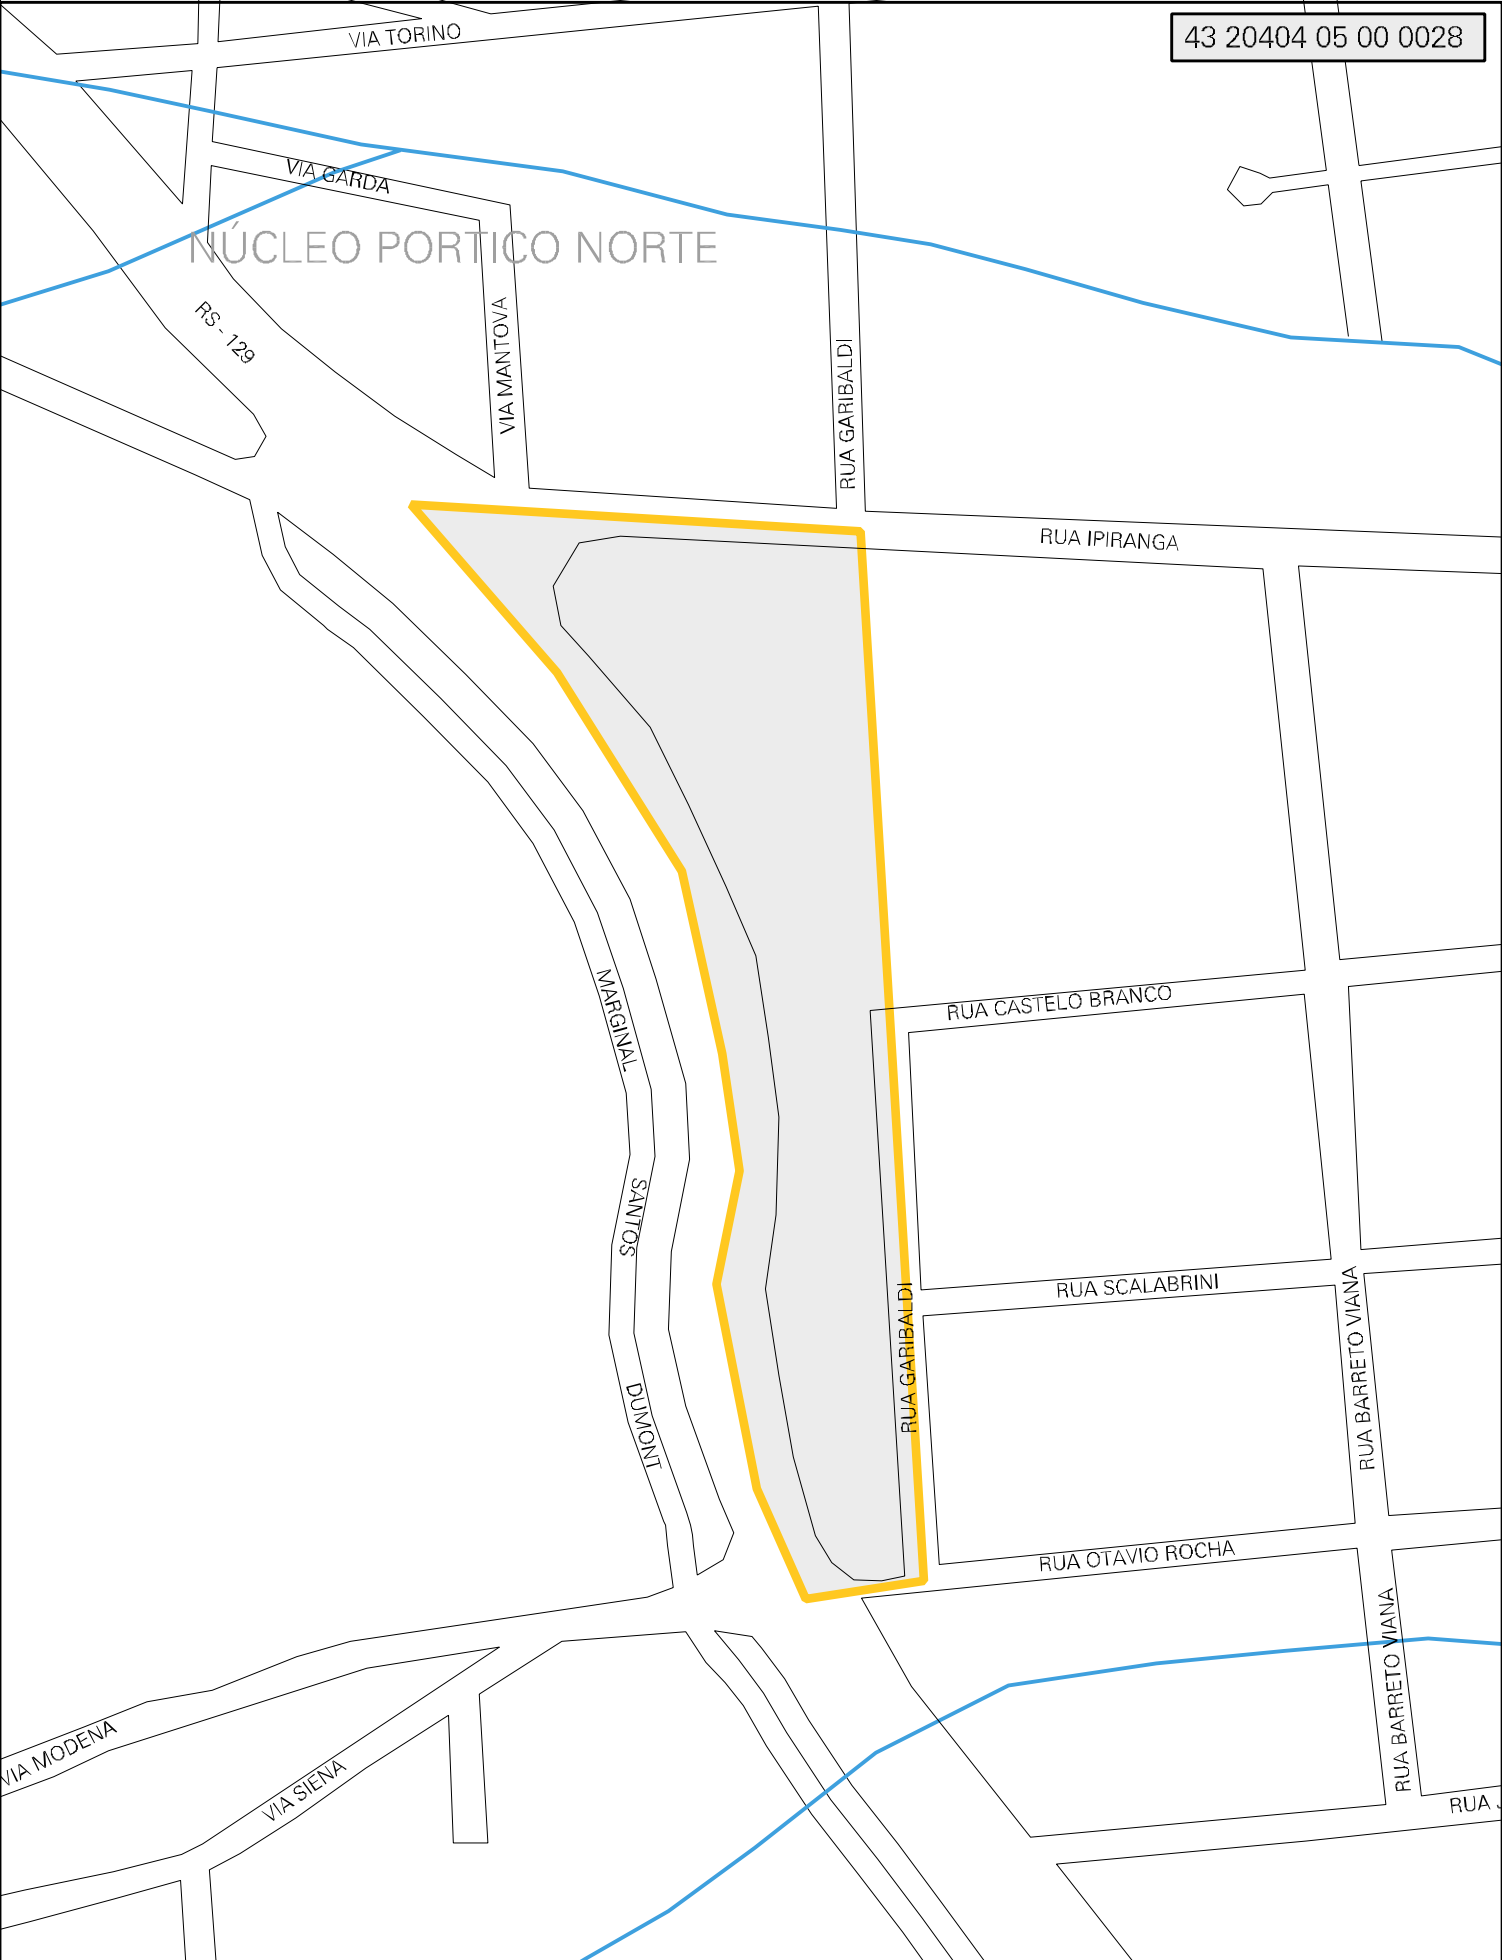 VIA TORINO
43 20404 05 00 0028
VIA GARDA
NÚCLEO PORTICO NORTE
RS - 129
VIA MANTOVA
RUA GARIBALDI
RUA IPIRANGA
MARGINAL
RUA CASTELO BRANCO
SANTOS
RUA SCALABRINI
RUA GARIBALDI
RUA BARRETO VIANA
DUMONT
RUA OTAVIO ROCHA
RUA BARRETO VIANA
VIA MODENA
VIA SIENA
RUA